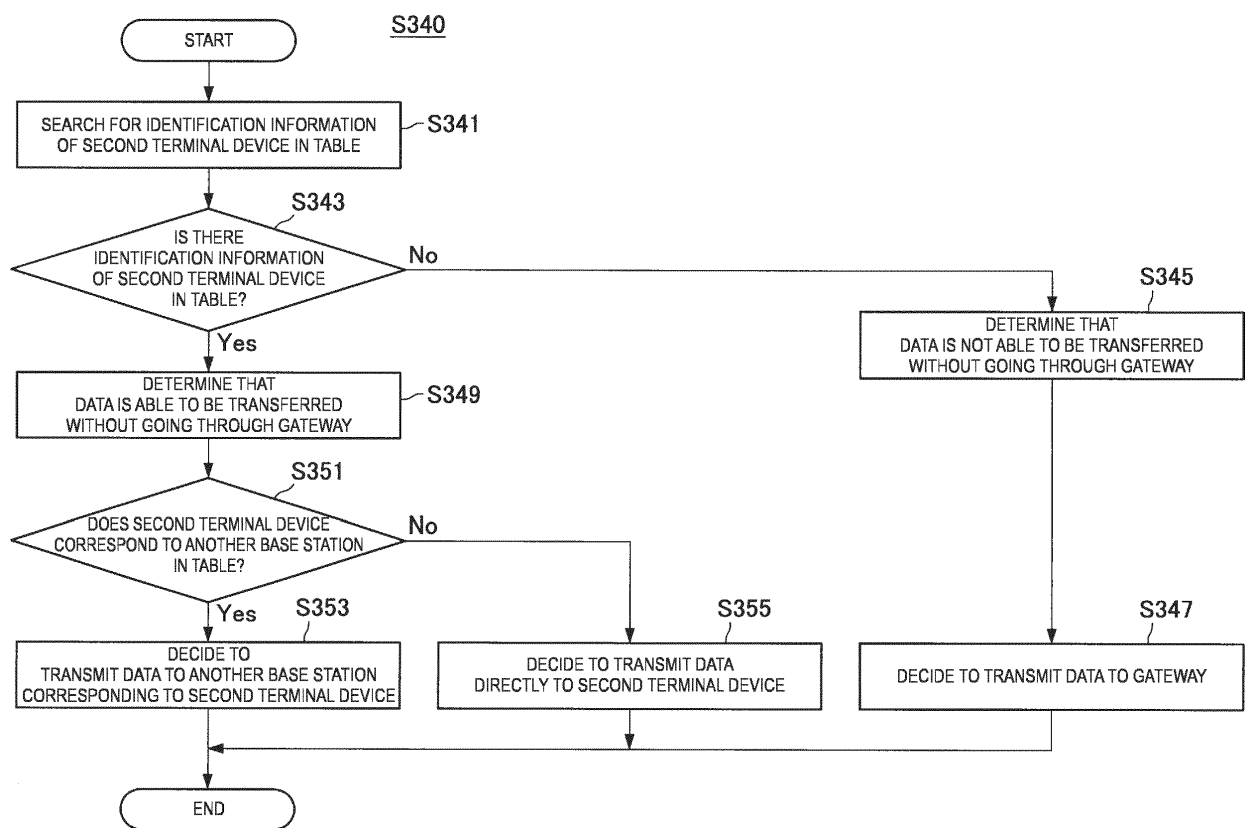 S340
START
SEARCH FOR IDENTIFICATION INFORMATION
OF SECOND TERMINAL DEVICE IN TABLE
S341
S343
IS THERE
IDENTIFICATION INFORMATION
OF SECOND TERMINAL DEVICE
IN TABLE?
No
Yes
S345
DETERMINE THAT
DATA IS NOT ABLE TO BE TRANSFERRED
WITHOUT GOING THROUGH GATEWAY
DETERMINE THAT
DATA IS ABLE TO BE TRANSFERRED
WITHOUT GOING THROUGH GATEWAY
S349
S351
DOES SECOND TERMINAL DEVICE
CORRESPOND TO ANOTHER BASE STATION
IN TABLE?
No
Yes
S353
DECIDE TO
TRANSMIT DATA TO ANOTHER BASE STATION
CORRESPONDING TO SECOND TERMINAL DEVICE
S355
DECIDE TO TRANSMIT DATA
DIRECTLY TO SECOND TERMINAL DEVICE
S347
DECIDE TO TRANSMIT DATA TO GATEWAY
END